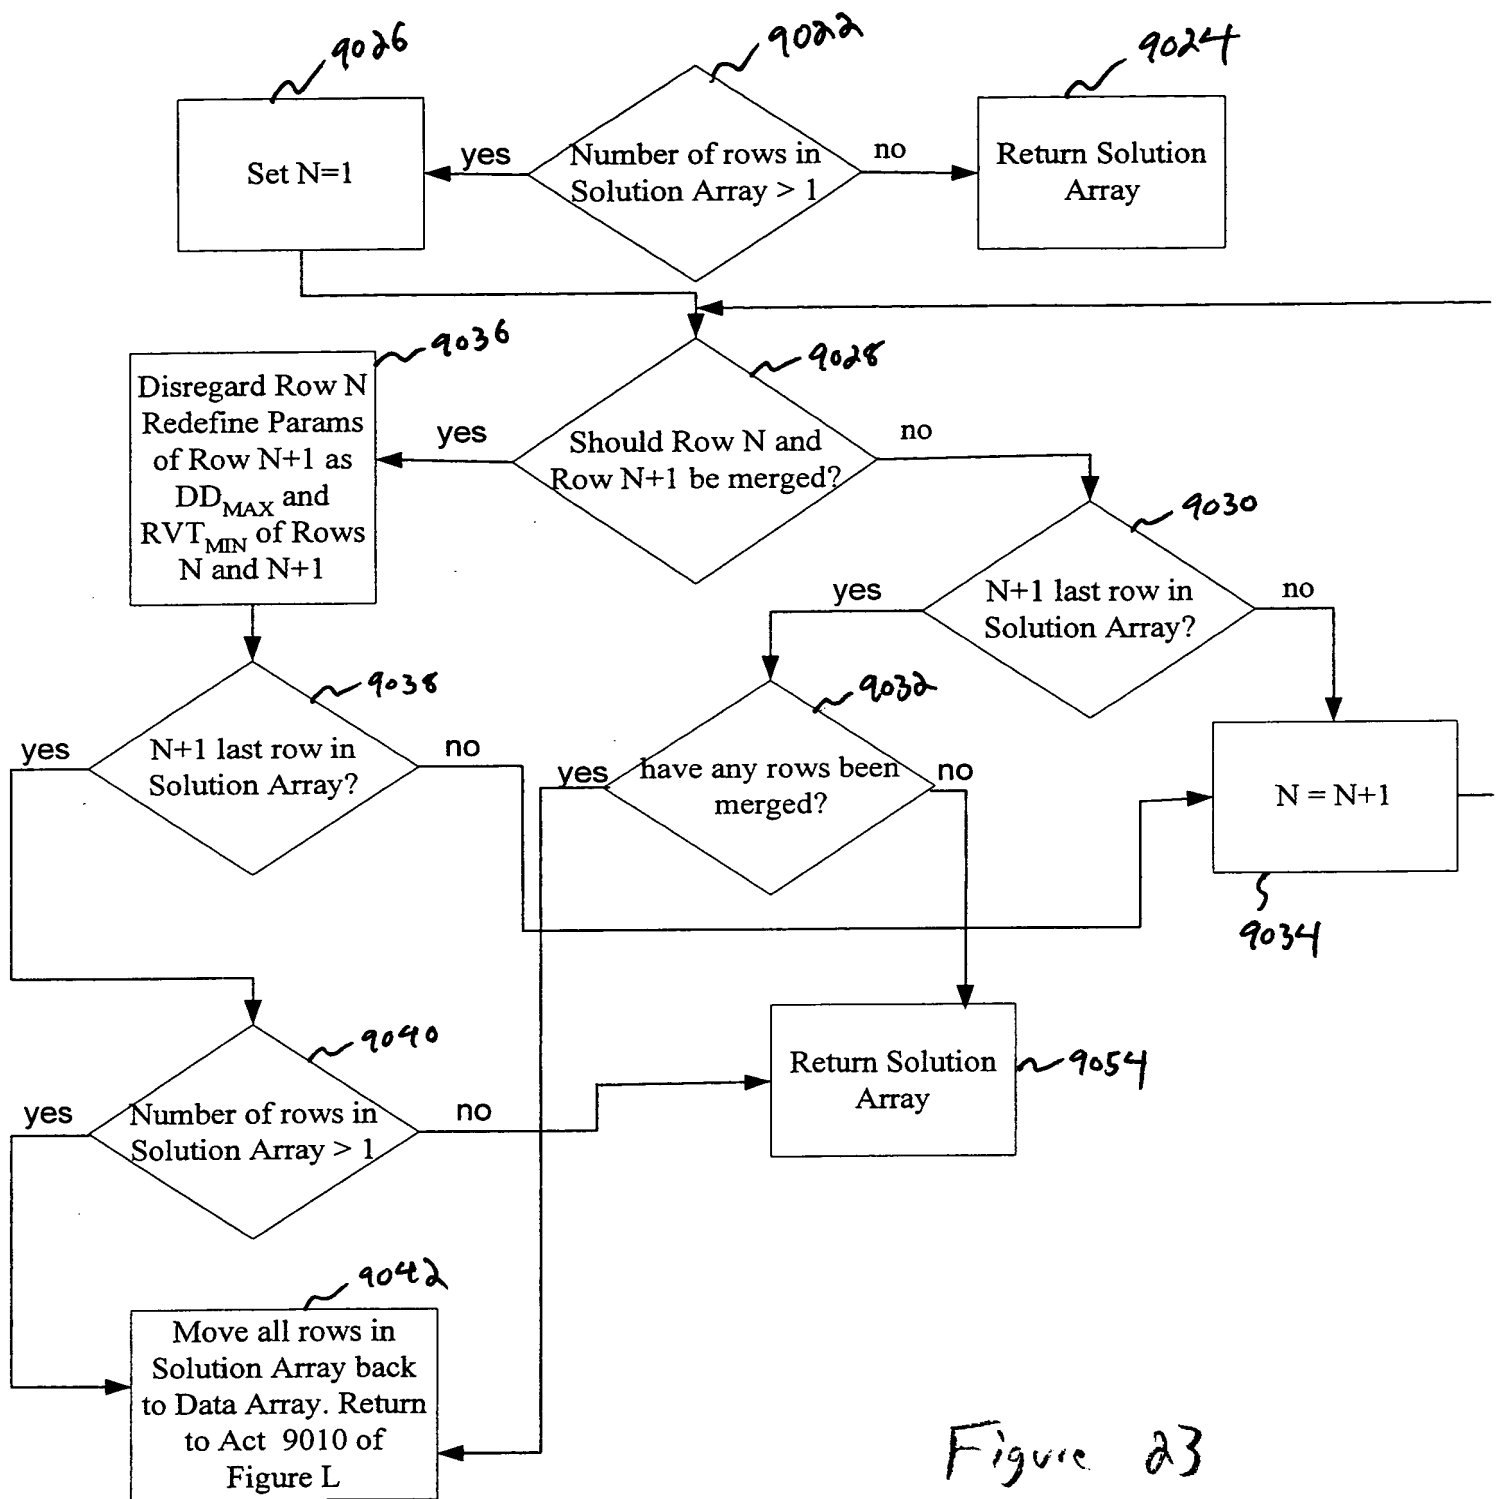 9026
9022
9024
Set N=1
yes
Number of rows in
Solution Array > 1
no
Return Solution
Array
9036
Disregard Row N
Redefine Params
of Row N+1 as
DDMAX and
RVTMIN of Rows
N and N+1
yes
9028
Should Row N and
Row N+1 be merged?
no
9030
N+1 last row in
Solution Array?
yes
no
9038
N+1 last row in
Solution Array?
yes
no
9032
have any rows been
merged?
yes
no
N = N+1
9034
9040
Number of rows in
Solution Array > 1
yes
no
Return Solution
Array
9054
9042
Move all rows in
Solution Array back
to Data Array. Return
to Act 9010 of
Figure L
Figure 23